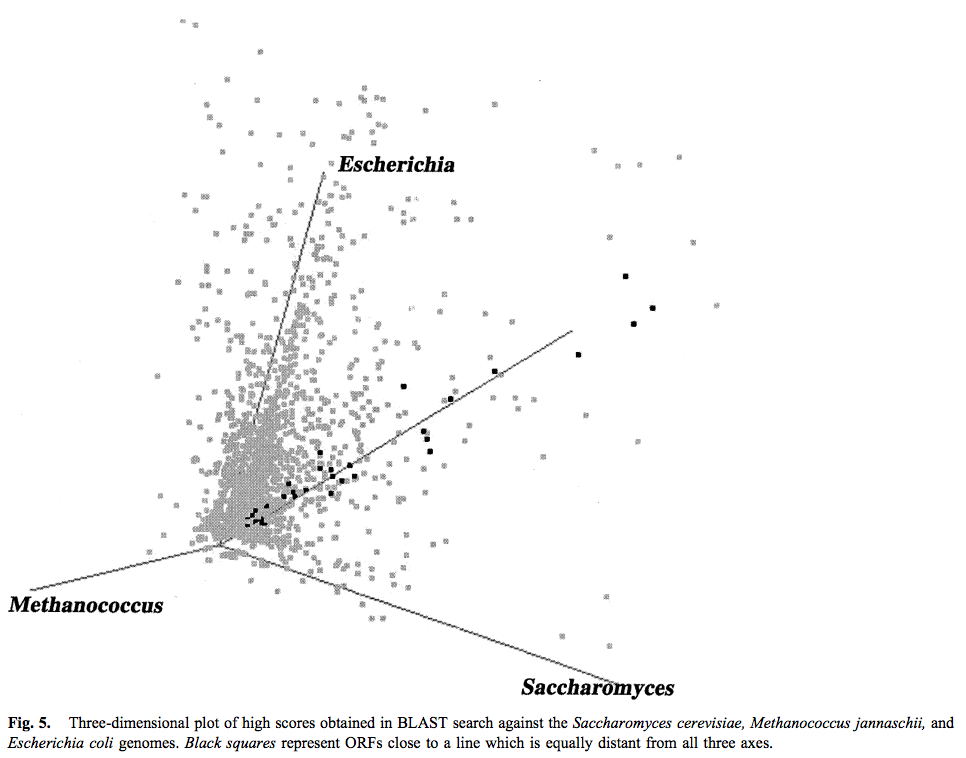 Escherichia
Methanococcus
Saccharomyces
Fig. 5. Three-dimensional plot of high scores obtained in BLAST search against the Saccharomyces cerevisiae, Methanococcus jannaschii, and
Escherichia coli genomes. Black squares represent ORFs close to a line which is equally distant from all three axes.